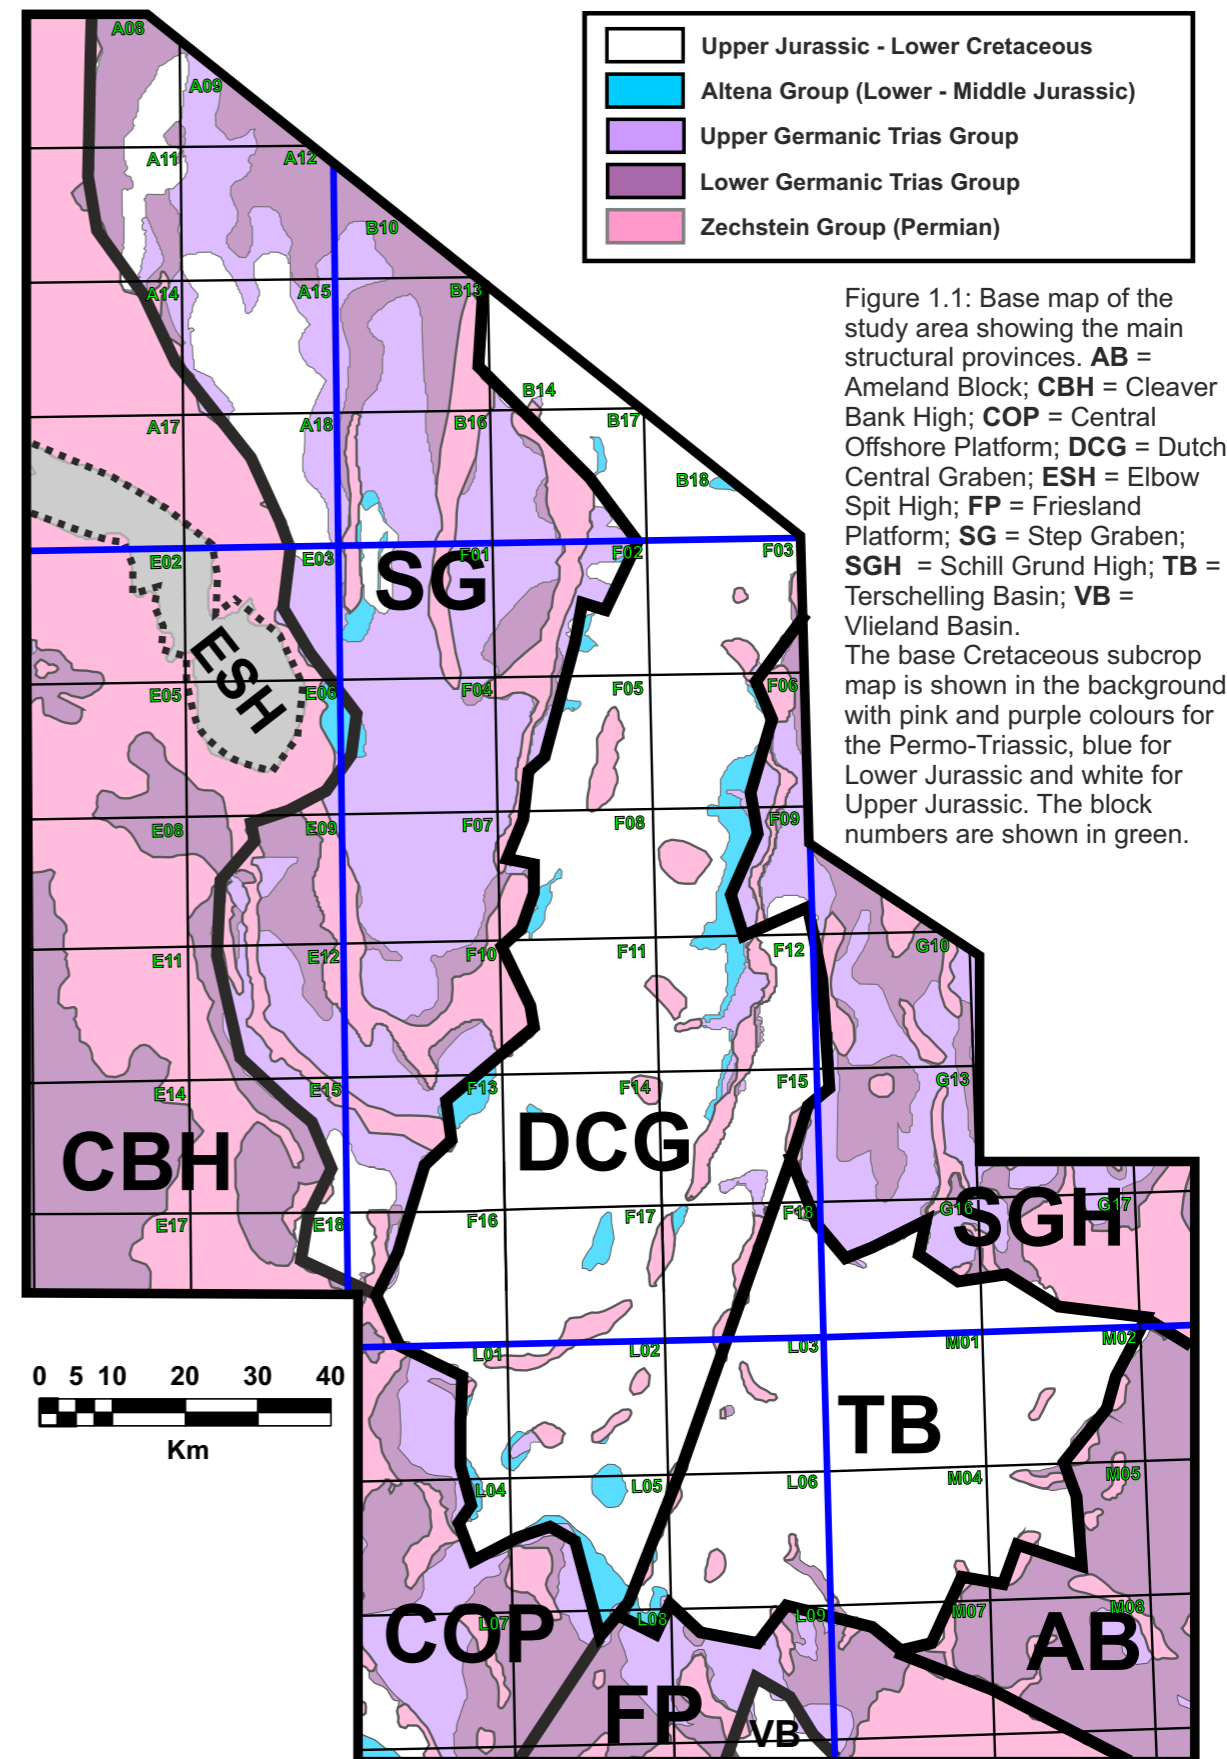 Upper Jurassic - Lower Cretaceous
Altena Group (Lower - Middle Jurassic)
Upper Germanic Trias Group
Lower Germanic Trias Group
Zechstein Group (Permian)
Figure 1.1: Base map of the
study area showing the main
structural provinces. AB =
Ameland Block; CBH = Cleaver
Bank High; COP = Central
Offshore Platform; DCG = Dutch
Central Graben; ESH = Elbow
Spit High; FP = Friesland
Platform; SG = Step Graben;
SGH = Schill Grund High; TB =
Terschelling Basin; VB =
Vlieland Basin.
The base Cretaceous subcrop
map is shown in the background
with pink and purple colours for
the Permo-Triassic, blue for
Lower Jurassic and white for
Upper Jurassic. The block
numbers are shown in green.
A08
A09
A11
A12
B10
A14
A15
B13
B14
A17
A18
B16
B17
B18
E02
E03
F01
F02
F03
SG
ESH
E05
E06
F04
F05
F06
E08
E09
F07
F08
F09
E11
E12
F10
F11
F12
G10
E14
E15
F13
F14
F15
G13
CBH
DCG
E17
E18
F16
F17
F18
G16
G17
SGH
L01
L02
L03
M01
M02
0 5 10 20 30 40
Km
TB
L04
L05
L06
M04
M05
L07
L08
L09
M07
M08
COP
FP
VB
AB